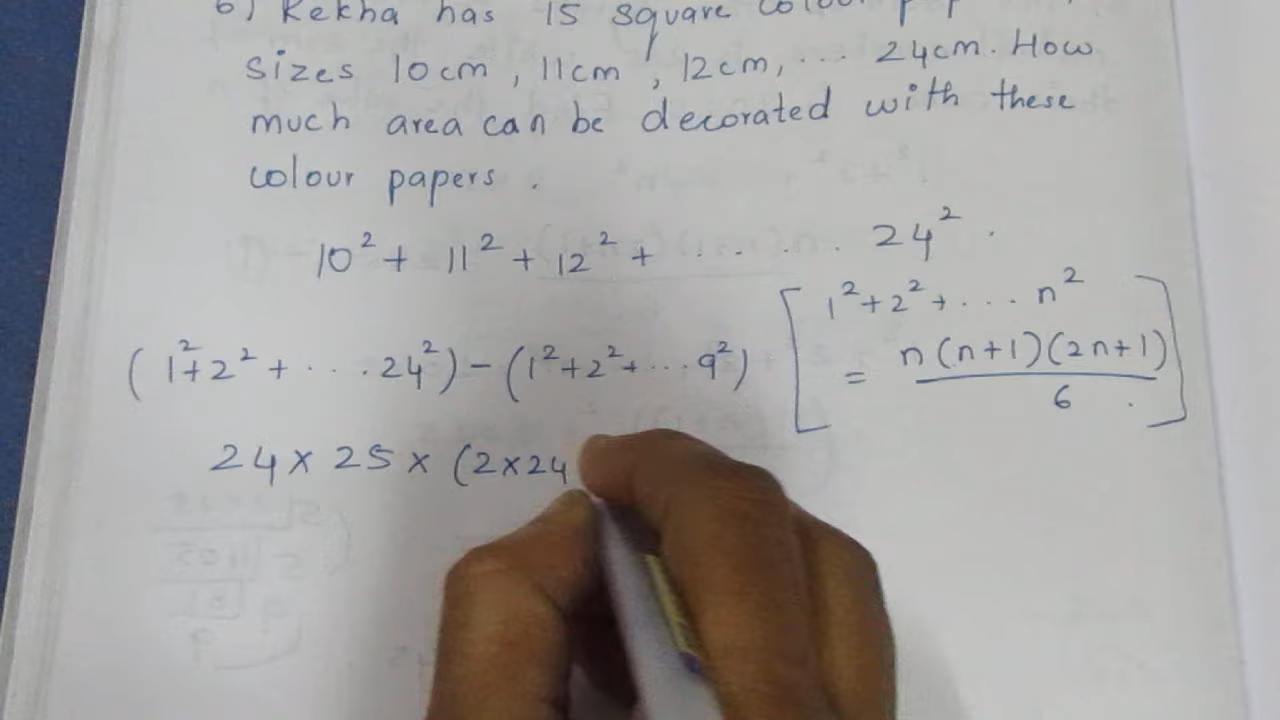 6) Rekha has 15 square colour
sizes 10cm, 11cm, 12cm, ... 24cm. How
much area can be decorated with these
colour papers.
10² + 11² + 12² + ...... 24².
[1²+2²+...n²
(1²+2²+...24²)-(1²+2²+...9²)
= n(n+1)(2n+1)/6.]
24 × 25 × (2×24